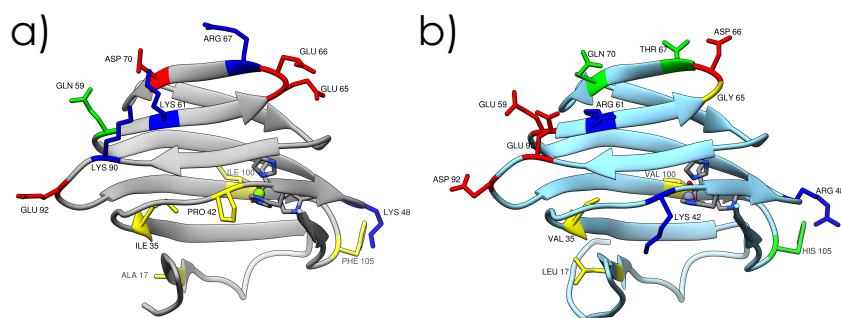 a)
ARG 67
GLU 66
ASP 70
GLU 65
GLN 59
LYS 61
LYS 90
ILE 100
GLU 92
PRO 42
LYS 48
ILE 35
PHE 105
ALA 17
b)
ASP 66
THR 67
GLN 70
GLY 65
GLU 59
ARG 61
GLU 9
VAL 100
ASP 92
ARG 48
LYS 42
VAL 35
HIS 105
LEU 17